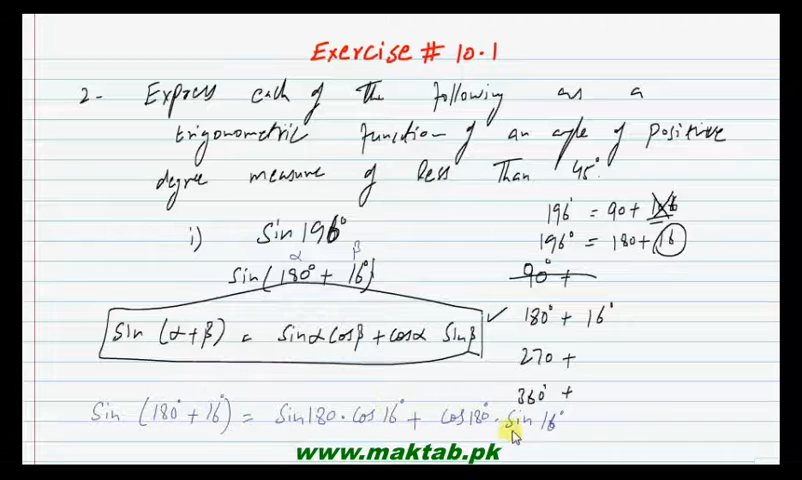 Exercise # 10.1
2- Express each of the following as a
trigonometric function of an angle of positive
degree measure of less than 45°.
i) Sin 196°
196° = 90 + 106
196° = 180 + 16
α β
Sin(180° + 16°)
90° +
180° + 16°
Sin (α+β) = Sinα Cosβ + Cosα Sinβ
270 +
360° +
Sin (180° + 16°) = Sin180 . Cos 16° + Cos180° . Sin 16°
www.maktab.pk